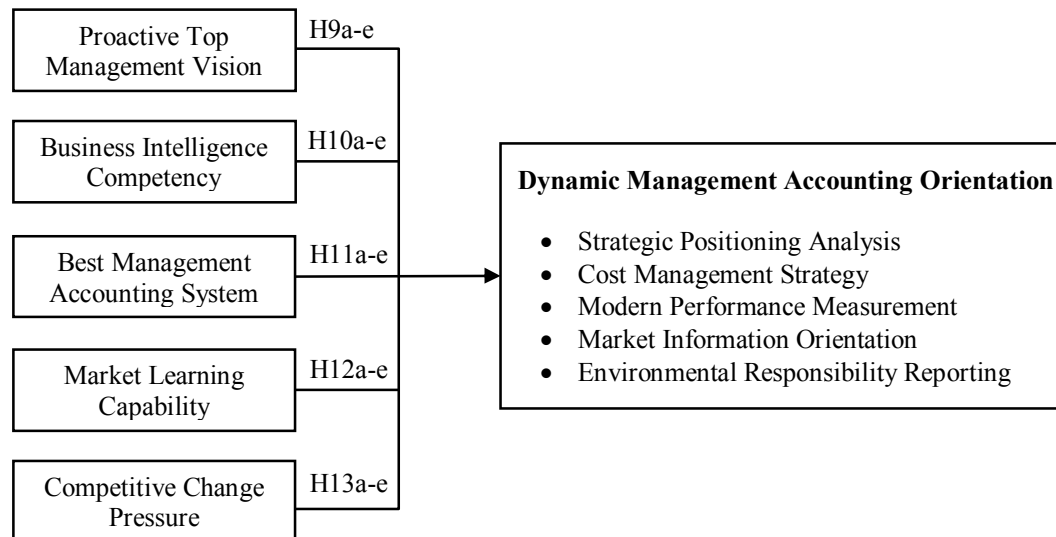 Proactive Top
Management Vision
H9a-e
Business Intelligence
Competency
H10a-e
Best Management
Accounting System
H11a-e
Market Learning
Capability
H12a-e
Competitive Change
Pressure
H13a-e
Dynamic Management Accounting Orientation
• Strategic Positioning Analysis
• Cost Management Strategy
• Modern Performance Measurement
• Market Information Orientation
• Environmental Responsibility Reporting